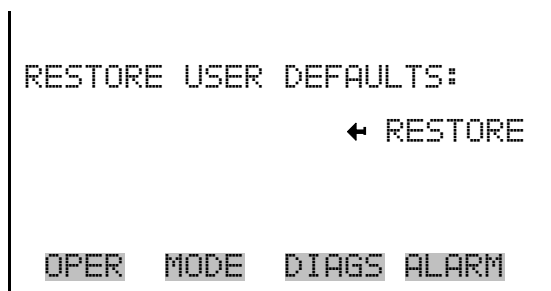 RESTORE USER DEFAULTS:
← RESTORE
OPER MODE DIAGS ALARM